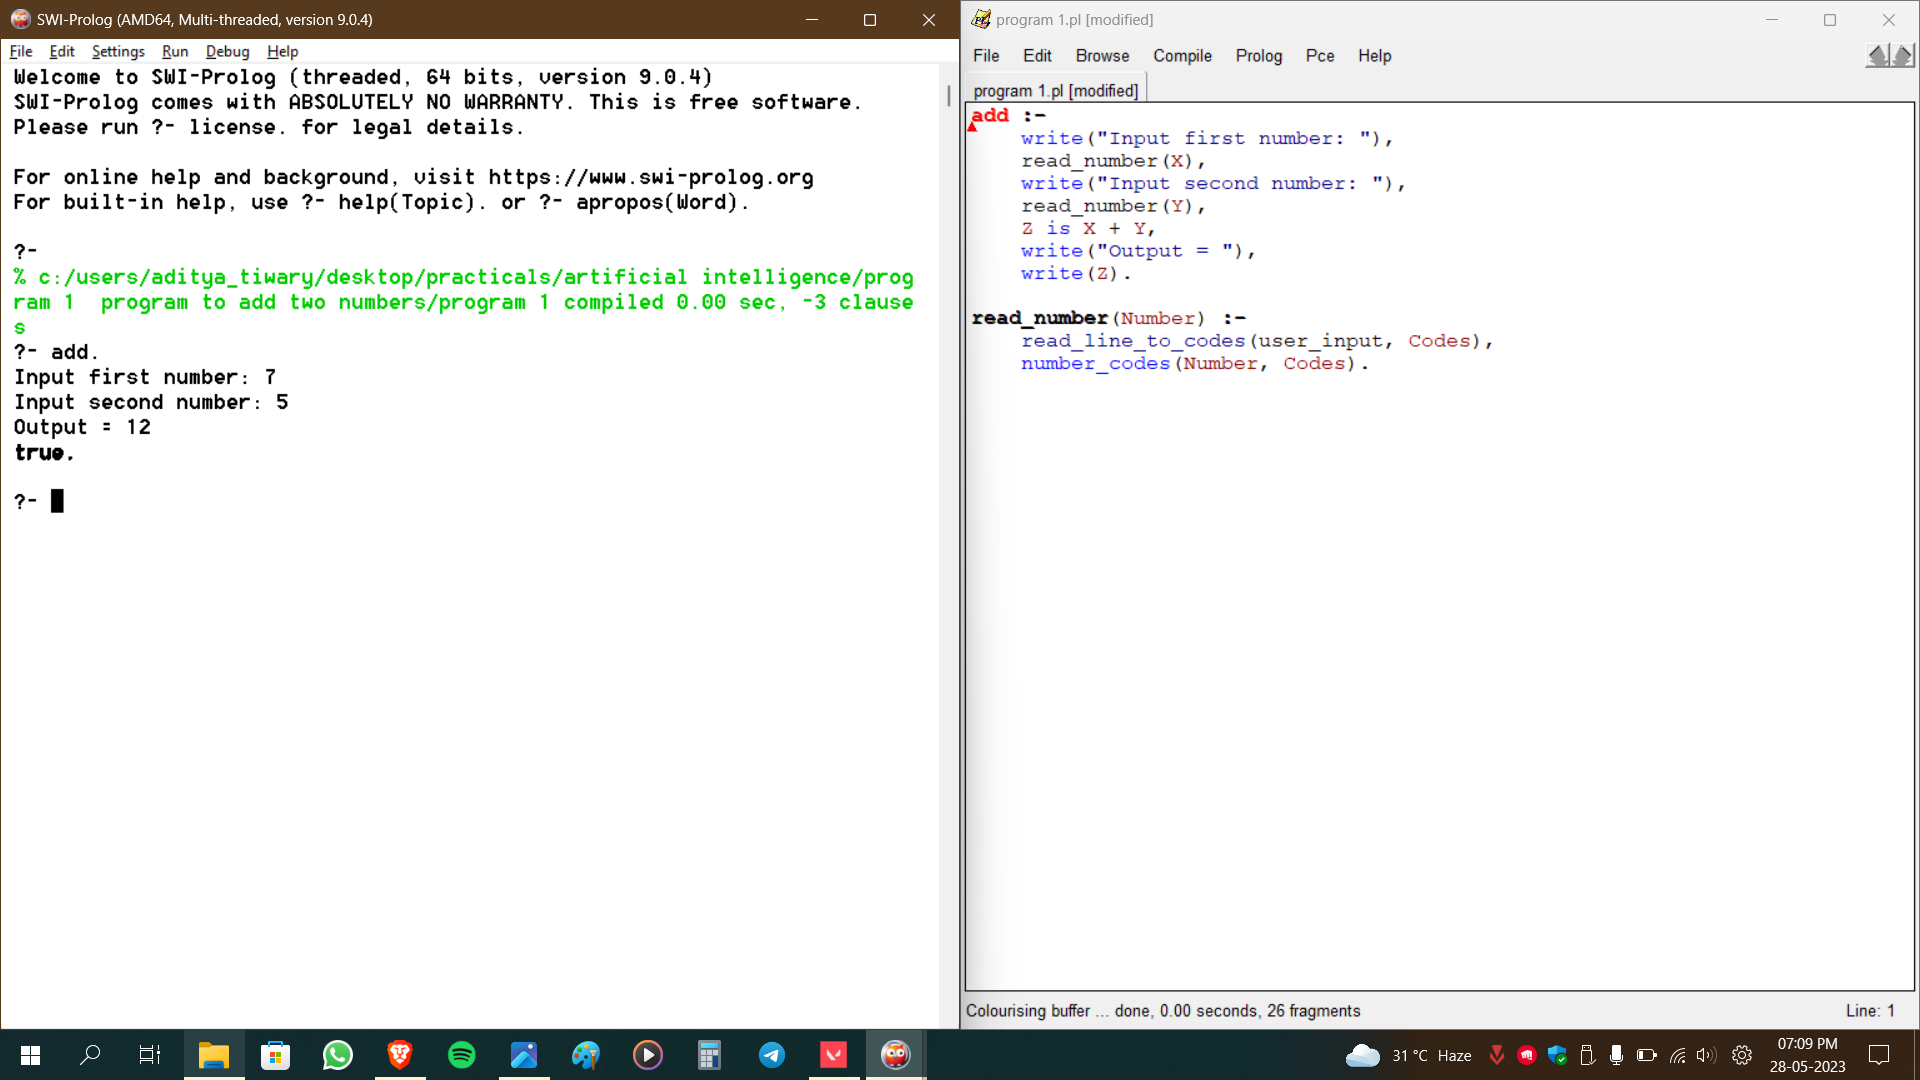 SWI-Prolog (AMD64, Multi-threaded, version 9.0.4)
File Edit Settings Run Debug Help
Welcome to SWI-Prolog (threaded, 64 bits, version 9.0.4)
SWI-Prolog comes with ABSOLUTELY NO WARRANTY. This is free software.
Please run ?- license. for legal details.
For online help and background, visit https://www.swi-prolog.org
For built-in help, use ?- help(Topic). or ?- apropos(Word).
?-
% c:/users/aditya_tiwary/desktop/practicals/artificial intelligence/prog
ram 1  program to add two numbers/program 1 compiled 0.00 sec, -3 clause
s
?- add.
Input first number: 7
Input second number: 5
Output = 12
true.
?-
program 1.pl [modified]
File Edit Browse Compile Prolog Pce Help
program 1.pl [modified]
add :-
    write("Input first number: "),
    read_number(X),
    write("Input second number: "),
    read_number(Y),
    Z is X + Y,
    write("Output = "),
    write(Z).
read_number(Number) :-
    read_line_to_codes(user_input, Codes),
    number_codes(Number, Codes).
Colourising buffer ... done, 0.00 seconds, 26 fragments
Line: 1
31 °C Haze
07:09 PM
28-05-2023